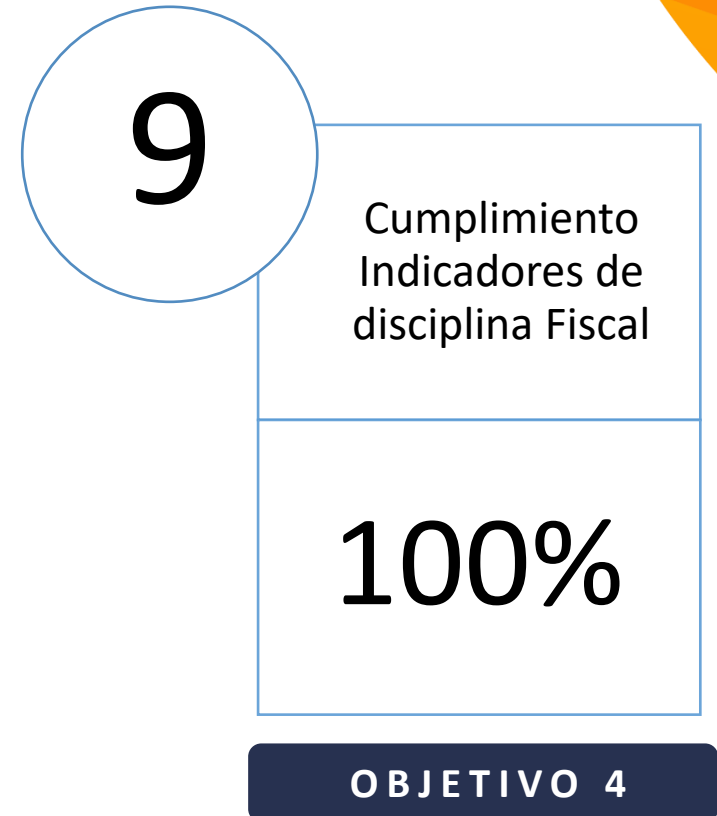 9
Cumplimiento
Indicadores de
disciplina Fiscal
100%
OBJETIVO 4